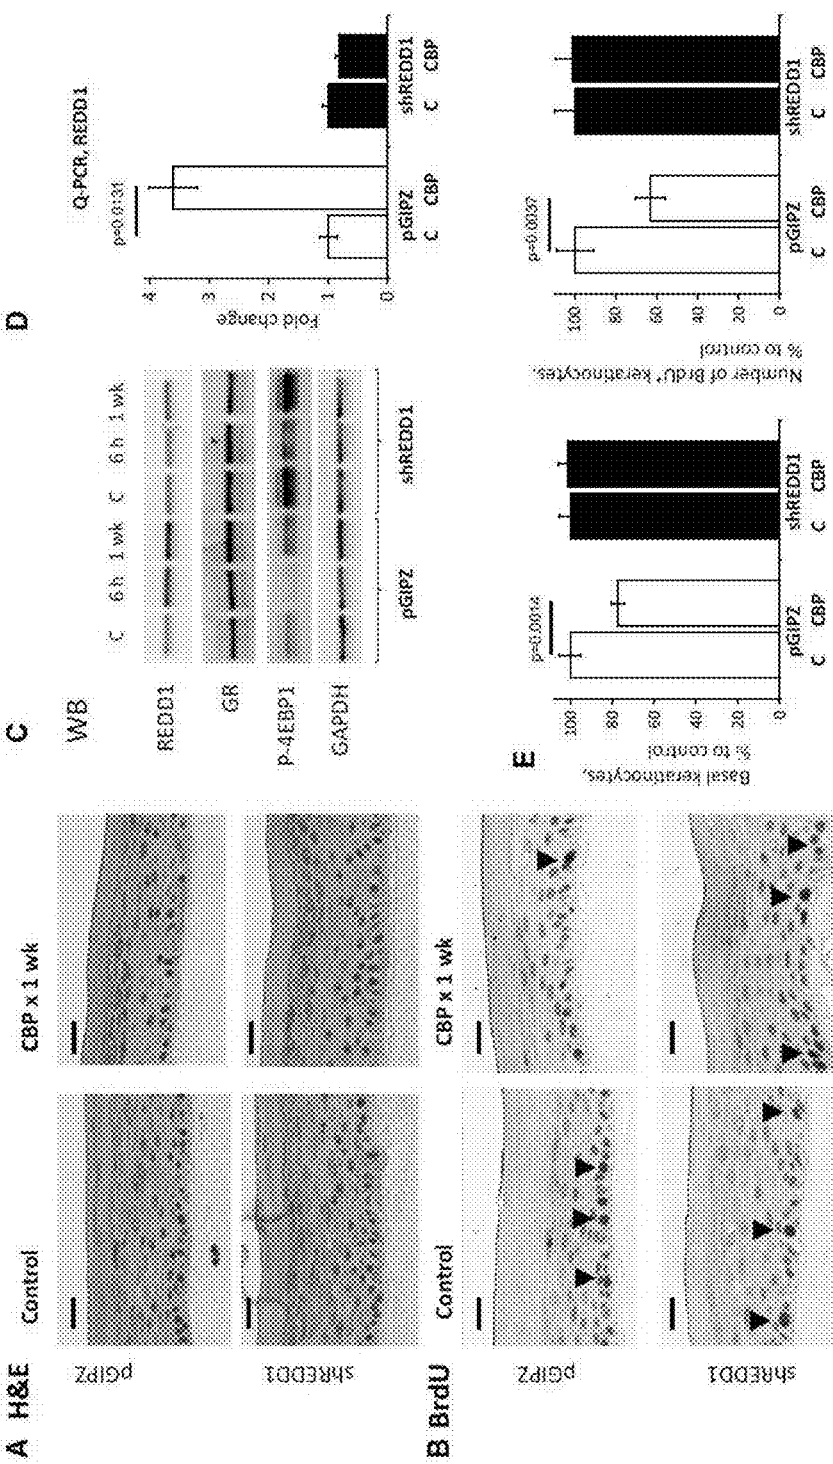 A H&E
Control
CBP x 1 wk
pGIPZ
shREDD1
B BrdU
Control
CBP x 1 wk
pGIPZ
shREDD1
C
WB
C 6 h 1 wk C 6 h 1 wk
REDD1
GR
p-4EBP1
GAPDH
pGIPZ shREDD1
D
Q-PCR, REDD1
p=0.0131
Fold change
4
3
2
1
0
C CBP C CBP
pGIPZ shREDD1
E
Basal keratinocytes,
% to control
100
80
60
40
20
0
p=0.0014
C CBP C CBP
pGIPZ shREDD1
Number of BrdU⁺ keratinocytes,
% to control
100
80
60
40
20
0
p=0.0037
C CBP C CBP
pGIPZ shREDD1